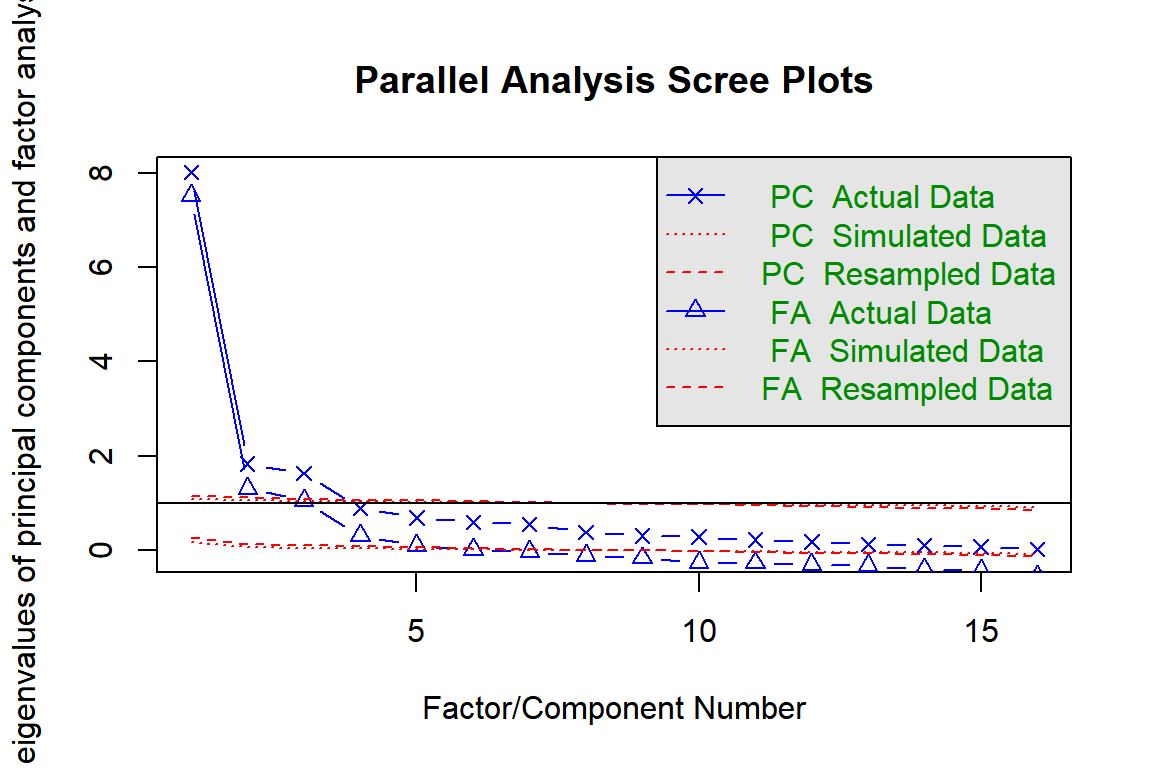 Parallel Analysis Scree Plots
eigenvalues of principal components and factor analys
8
6
4
2
0
PC Actual Data
PC Simulated Data
PC Resampled Data
FA Actual Data
FA Simulated Data
FA Resampled Data
5 10 15
Factor/Component Number